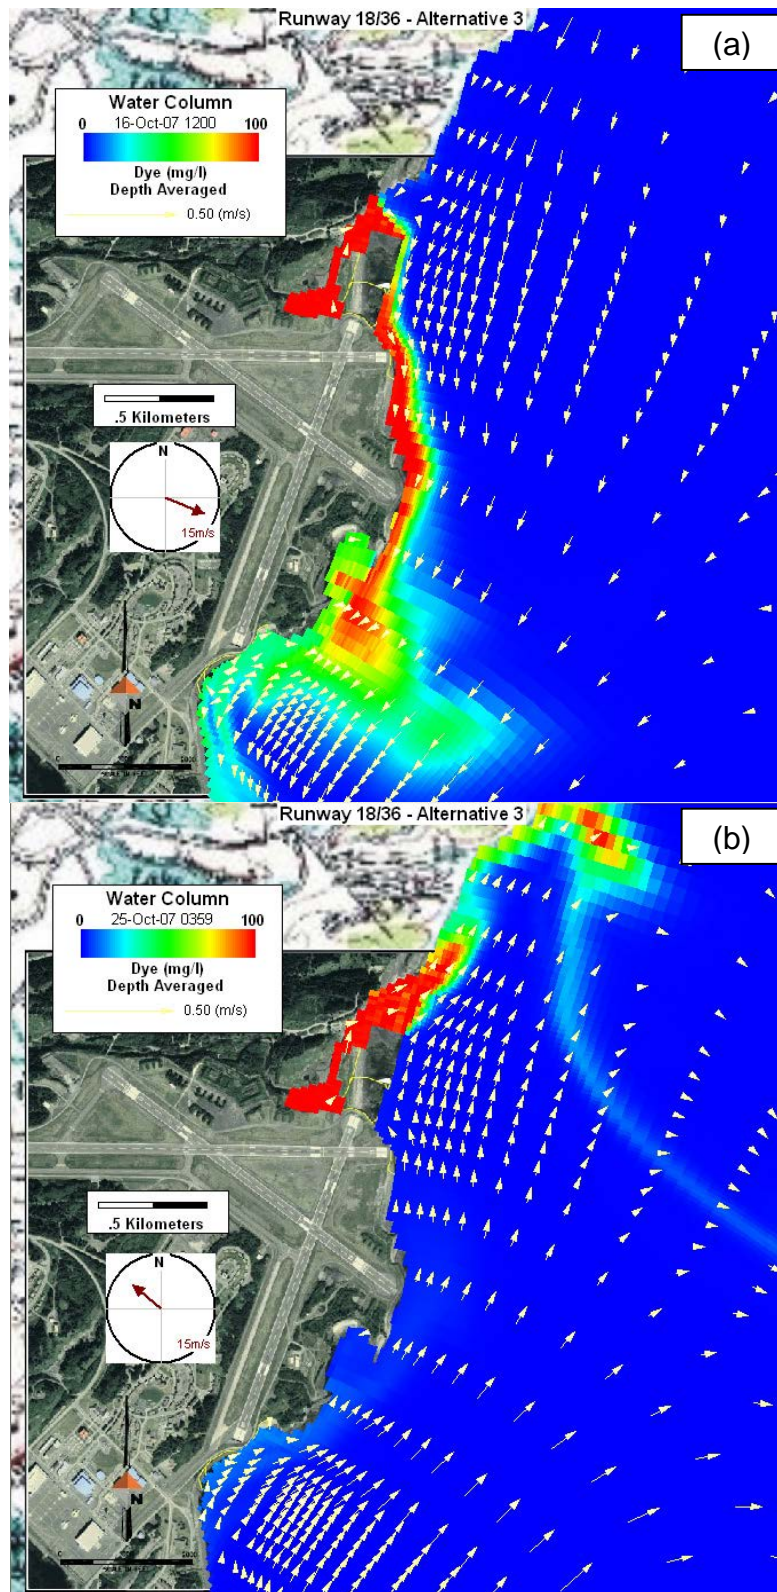 Runway 18/36 - Alternative 3
(a)
Water Column
0 16-Oct-07 1200 100
Dye (mg/l)
Depth Averaged
0.50 (m/s)
.5 Kilometers
N
15m/s
N
Runway 18/36 - Alternative 3
(b)
Water Column
0 25-Oct-07 0359 100
Dye (mg/l)
Depth Averaged
0.50 (m/s)
.5 Kilometers
N
15m/s
N